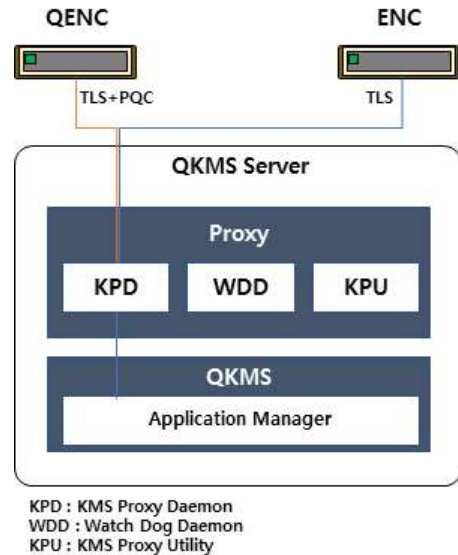 QENC ENC
TLS+PQC TLS
QKMS Server
Proxy
KPD WDD KPU
QKMS
Application Manager
KPD : KMS Proxy Daemon
WDD : Watch Dog Daemon
KPU : KMS Proxy Utility